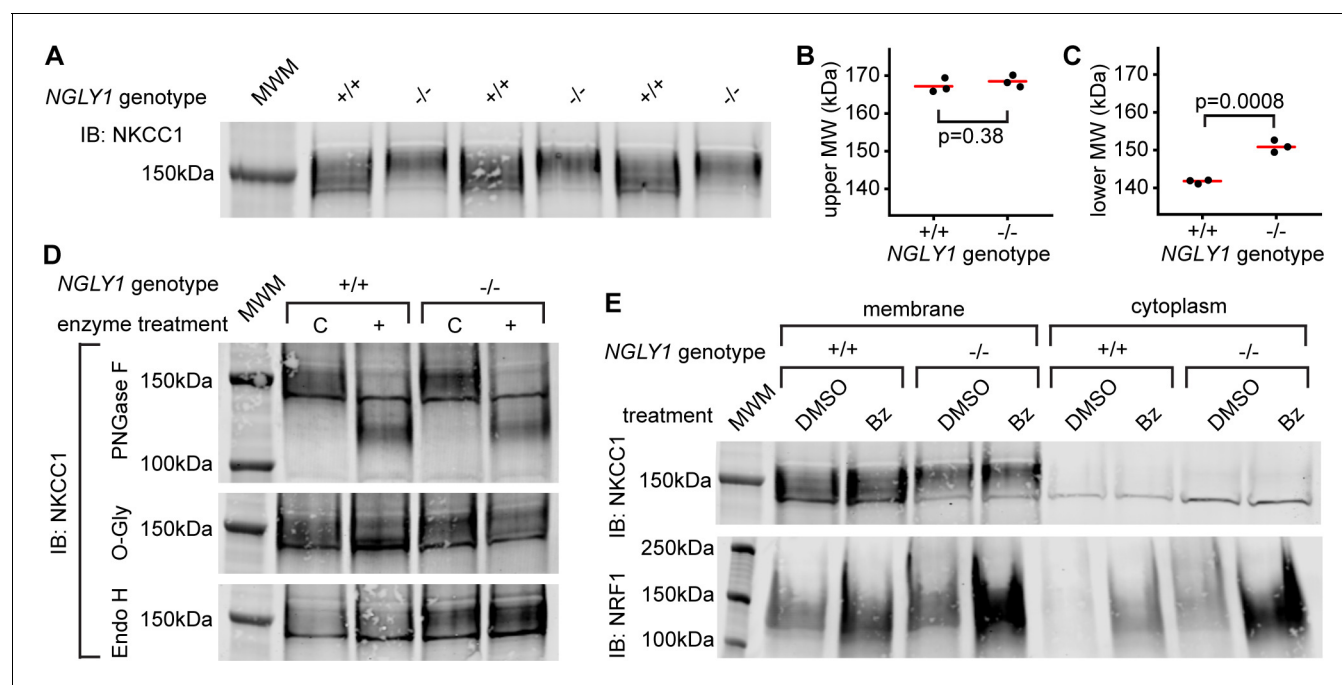 A
MWM
+/+
-/-
+/+
-/-
+/+
-/-
NGLY1 genotype
IB: NKCC1
150kDa
B
upper MW (kDa)
170
160
150
140
p=0.38
+/+
-/-
NGLY1 genotype
C
lower MW (kDa)
170
160
150
140
p=0.0008
+/+
-/-
NGLY1 genotype
D
NGLY1 genotype
MWM
+/+
-/-
enzyme treatment
C
+
C
+
IB: NKCC1
PNGase F
150kDa
100kDa
O-Gly
150kDa
Endo H
150kDa
E
membrane
cytoplasm
NGLY1 genotype
+/+
-/-
+/+
-/-
treatment
MWM
DMSO
Bz
DMSO
Bz
DMSO
Bz
DMSO
Bz
IB: NKCC1
150kDa
IB: NRF1
250kDa
150kDa
100kDa